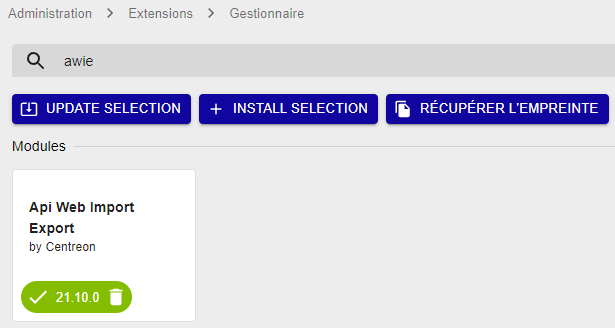 Administration > Extensions > Gestionnaire
awie
UPDATE SELECTION + INSTALL SELECTION RÉCUPÉRER L'EMPREINTE
Modules
Api Web Import
Export
by Centreon
21.10.0